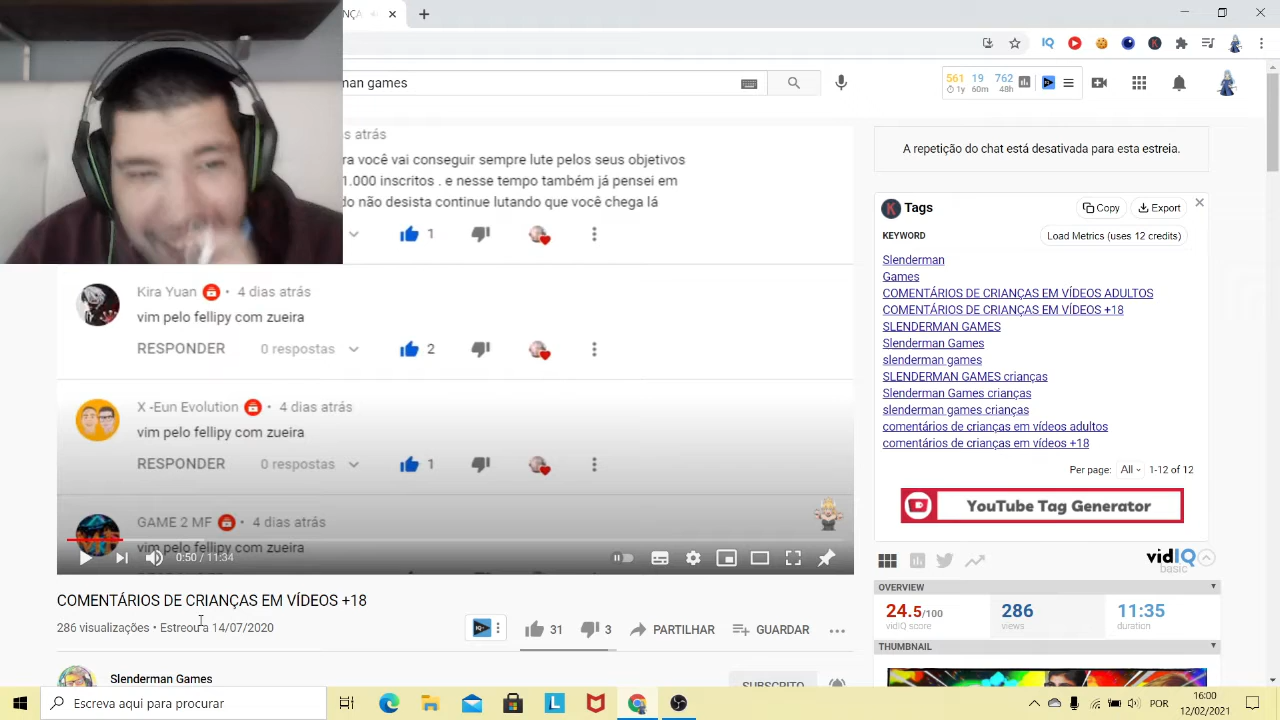 NÇA
man games
561 19 762
1y 60m 48h
s atrás
ra você vai conseguir sempre lute pelos seus objetivos
1.000 inscritos . e nesse tempo também já pensei em
do não desista continue lutando que você chega lá
1
Kira Yuan • 4 dias atrás
vim pelo fellipy com zueira
RESPONDER 0 respostas 2
X -Eun Evolution • 4 dias atrás
vim pelo fellipy com zueira
RESPONDER 0 respostas 1
GAME 2 MF • 4 dias atrás
vim pelo fellipy com zueira
0:50 / 11:34
COMENTÁRIOS DE CRIANÇAS EM VÍDEOS +18
286 visualizações • Estreou a 14/07/2020
31 3 PARTILHAR GUARDAR
Slenderman Games
SUBSCRITO
A repetição do chat está desativada para esta estreia.
K Tags Copy Export
KEYWORD Load Metrics (uses 12 credits)
Slenderman
Games
COMENTÁRIOS DE CRIANÇAS EM VÍDEOS ADULTOS
COMENTÁRIOS DE CRIANÇAS EM VÍDEOS +18
SLENDERMAN GAMES
Slenderman Games
slenderman games
SLENDERMAN GAMES crianças
Slenderman Games crianças
slenderman games crianças
comentários de crianças em vídeos adultos
comentários de crianças em vídeos +18
Per page: All 1-12 of 12
YouTube Tag Generator
vidIQ
basic
OVERVIEW
24.5/100 286 11:35
vidIQ score views duration
THUMBNAIL
Escreva aqui para procurar
POR
16:00
12/02/2021